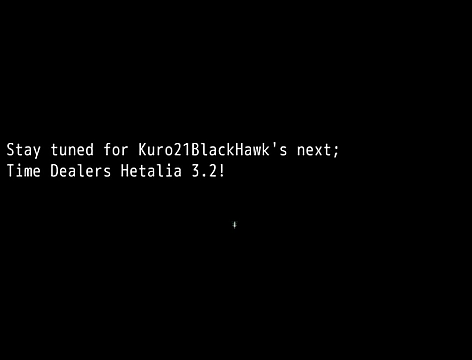 Stay tuned for Kuro21BlackHawk's next;
Time Dealers Hetalia 3.2!